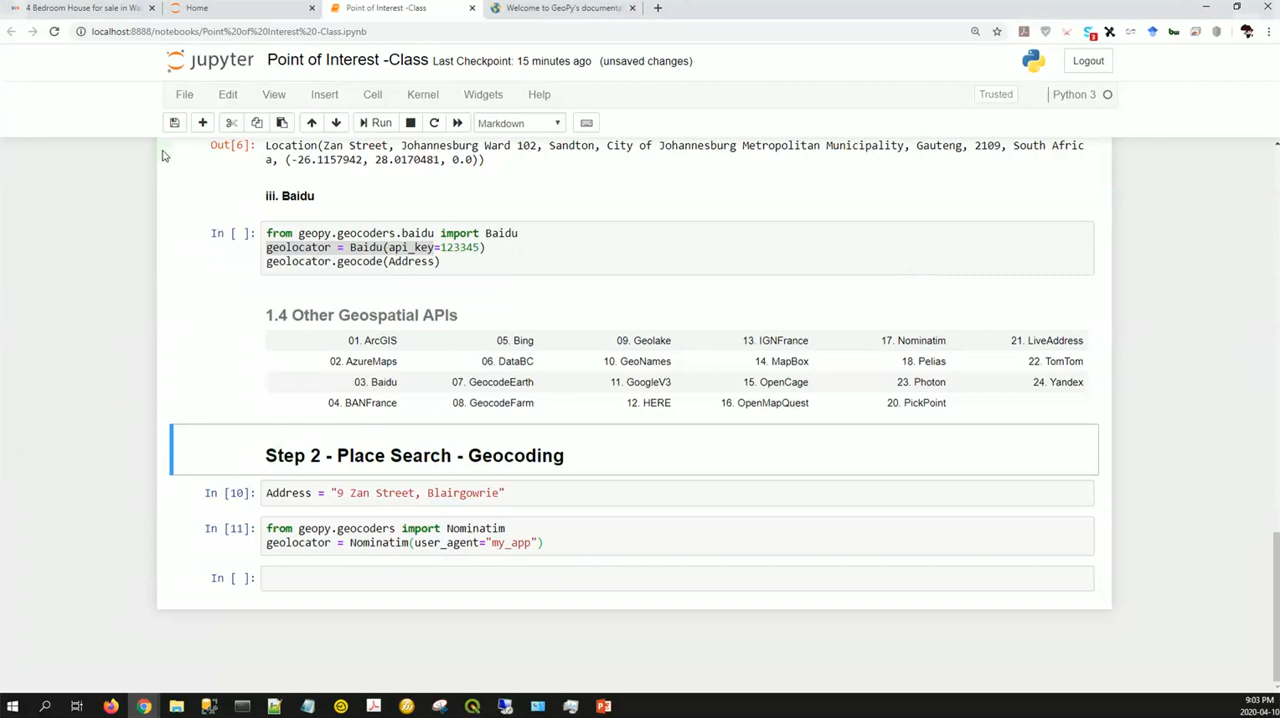 4 Bedroom House for sale in Wa
Home
Point of Interest -Class
Welcome to GeoPy's documenta
localhost:8888/notebooks/Point%20of%20Interest%20-Class.ipynb
jupyter Point of Interest -Class Last Checkpoint: 15 minutes ago (unsaved changes)
Logout
File Edit View Insert Cell Kernel Widgets Help
Trusted
Python 3
Run
Markdown
Out[6]: Location(Zan Street, Johannesburg Ward 102, Sandton, City of Johannesburg Metropolitan Municipality, Gauteng, 2109, South Afric
a, (-26.1157942, 28.0170481, 0.0))
iii. Baidu
In [ ]: from geopy.geocoders.baidu import Baidu
geolocator = Baidu(api_key=123345)
geolocator.geocode(Address)
1.4 Other Geospatial APIs
01. ArcGIS 05. Bing 09. Geolake 13. IGNFrance 17. Nominatim 21. LiveAddress
02. AzureMaps 06. DataBC 10. GeoNames 14. MapBox 18. Pelias 22. TomTom
03. Baidu 07. GeocodeEarth 11. GoogleV3 15. OpenCage 23. Photon 24. Yandex
04. BANFrance 08. GeocodeFarm 12. HERE 16. OpenMapQuest 20. PickPoint
Step 2 - Place Search - Geocoding
In [10]: Address = "9 Zan Street, Blairgowrie"
In [11]: from geopy.geocoders import Nominatim
geolocator = Nominatim(user_agent="my_app")
In [ ]:
9:03 PM
2020-04-10